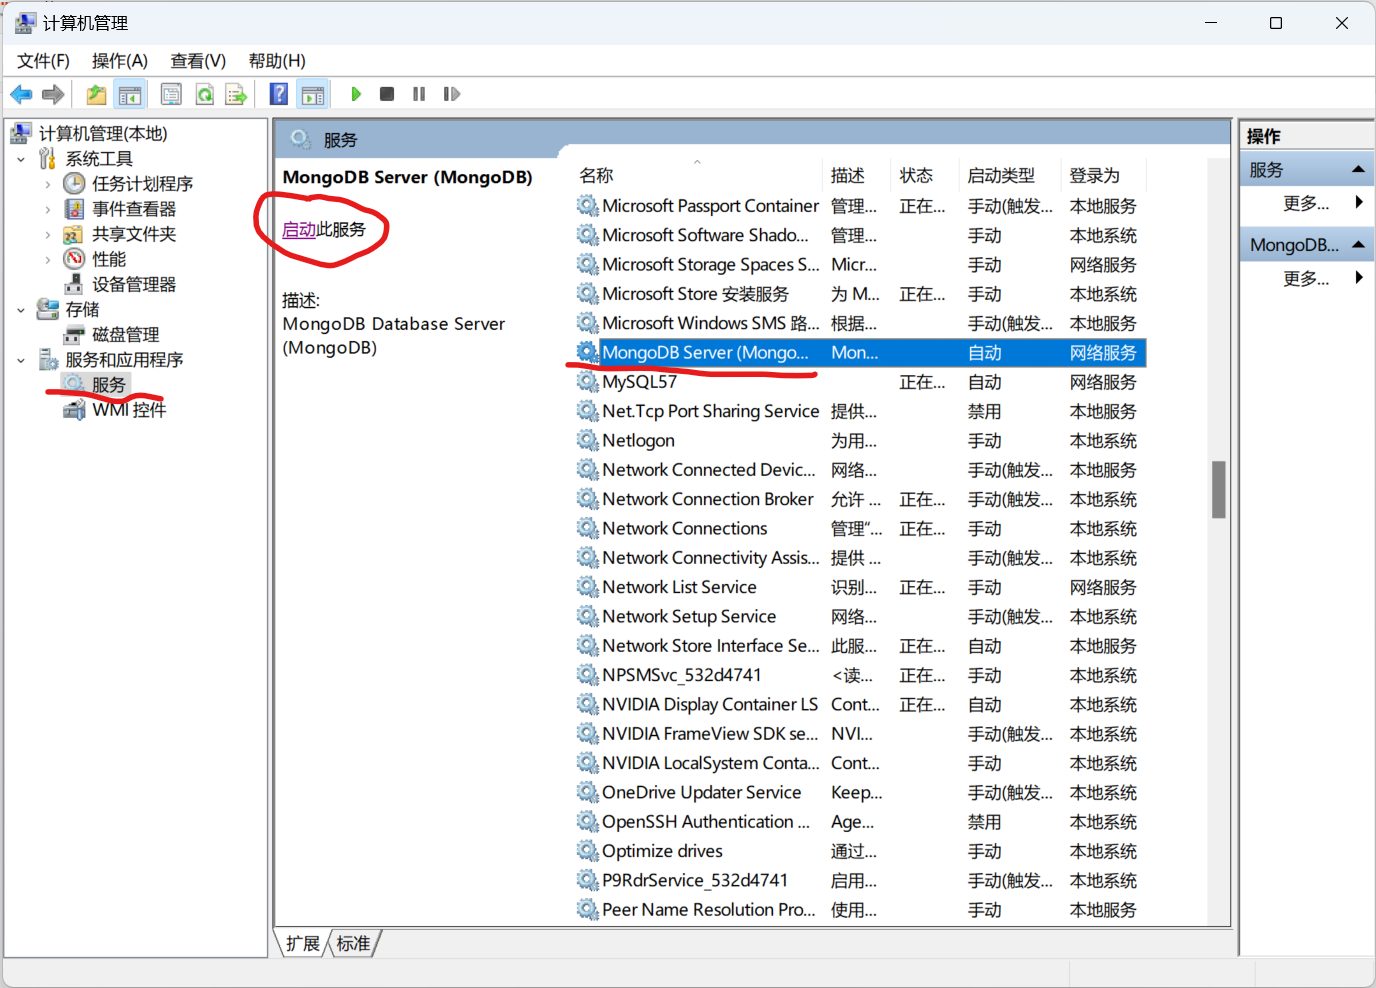 计算机管理
文件(F) 操作(A) 查看(V) 帮助(H)
计算机管理(本地)
系统工具
任务计划程序
事件查看器
共享文件夹
性能
设备管理器
存储
磁盘管理
服务和应用程序
服务
WMI 控件
服务
MongoDB Server (MongoDB)
启动此服务
描述:
MongoDB Database Server
(MongoDB)
名称 描述 状态 启动类型 登录为
Microsoft Passport Container 管理... 正在... 手动(触发... 本地服务
Microsoft Software Shado... 管理... 手动 本地系统
Microsoft Storage Spaces S... Micr... 手动 网络服务
Microsoft Store 安装服务 为 M... 正在... 手动 本地系统
Microsoft Windows SMS 路... 根据... 手动(触发... 本地服务
MongoDB Server (Mongo... Mon... 自动 网络服务
MySQL57 正在... 自动 网络服务
Net.Tcp Port Sharing Service 提供... 禁用 本地服务
Netlogon 为用... 手动 本地系统
Network Connected Devic... 网络... 手动(触发... 本地服务
Network Connection Broker 允许 ... 正在... 手动(触发... 本地系统
Network Connections 管理“... 正在... 手动 本地系统
Network Connectivity Assis... 提供 ... 手动(触发... 本地系统
Network List Service 识别... 正在... 手动 网络服务
Network Setup Service 网络... 手动(触发... 本地系统
Network Store Interface Se... 此服... 正在... 自动 本地服务
NPSMSvc_532d4741 <读... 正在... 手动 本地系统
NVIDIA Display Container LS Cont... 正在... 自动 本地系统
NVIDIA FrameView SDK se... NVI... 手动(触发... 本地系统
NVIDIA LocalSystem Conta... Cont... 手动 本地系统
OneDrive Updater Service Keep... 手动(触发... 本地系统
OpenSSH Authentication ... Age... 禁用 本地系统
Optimize drives 通过... 手动 本地系统
P9RdrService_532d4741 启用... 手动(触发... 本地系统
Peer Name Resolution Pro... 使用... 手动 本地服务
扩展 标准
操作
服务
更多...
MongoDB...
更多...